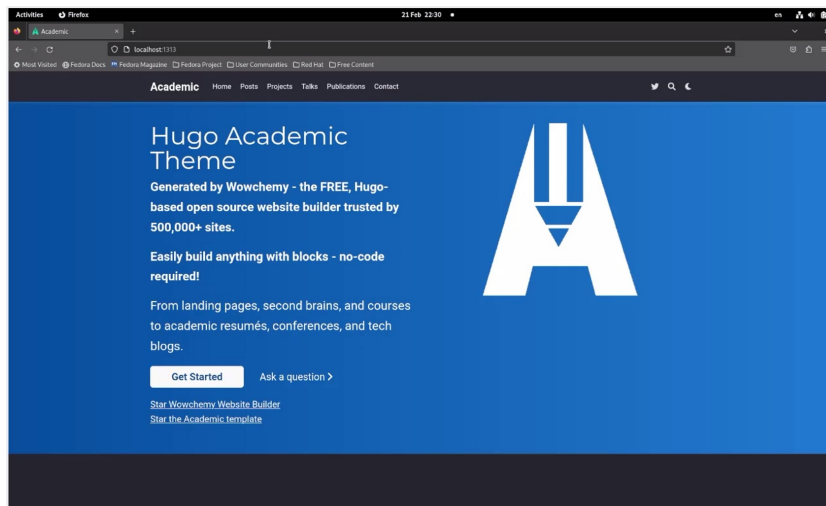 Activities Firefox 21 Feb 22:30 en
Academic
localhost:1313
Most Visited Fedora Docs Fedora Magazine Fedora Project User Communities Red Hat Free Content
Academic Home Posts Projects Talks Publications Contact
Hugo Academic
Theme
Generated by Wowchemy - the FREE, Hugo-
based open source website builder trusted by
500,000+ sites.
Easily build anything with blocks - no-code
required!
From landing pages, second brains, and courses
to academic resumés, conferences, and tech
blogs.
Get Started Ask a question
Star Wowchemy Website Builder
Star the Academic template